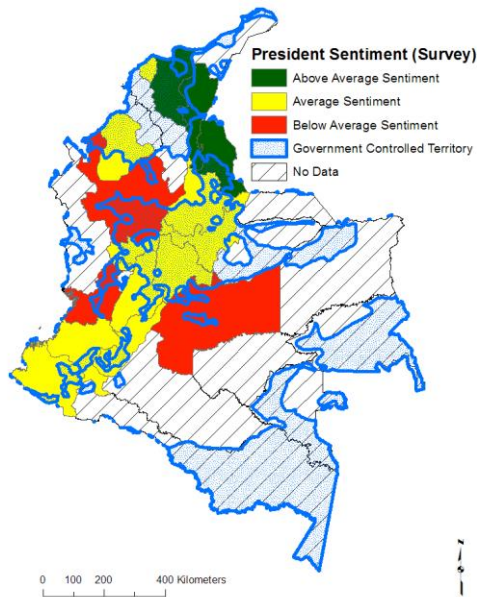 President Sentiment (Survey)
Above Average Sentiment
Average Sentiment
Below Average Sentiment
Government Controlled Territory
No Data
N
0 100 200 400 Kilometers